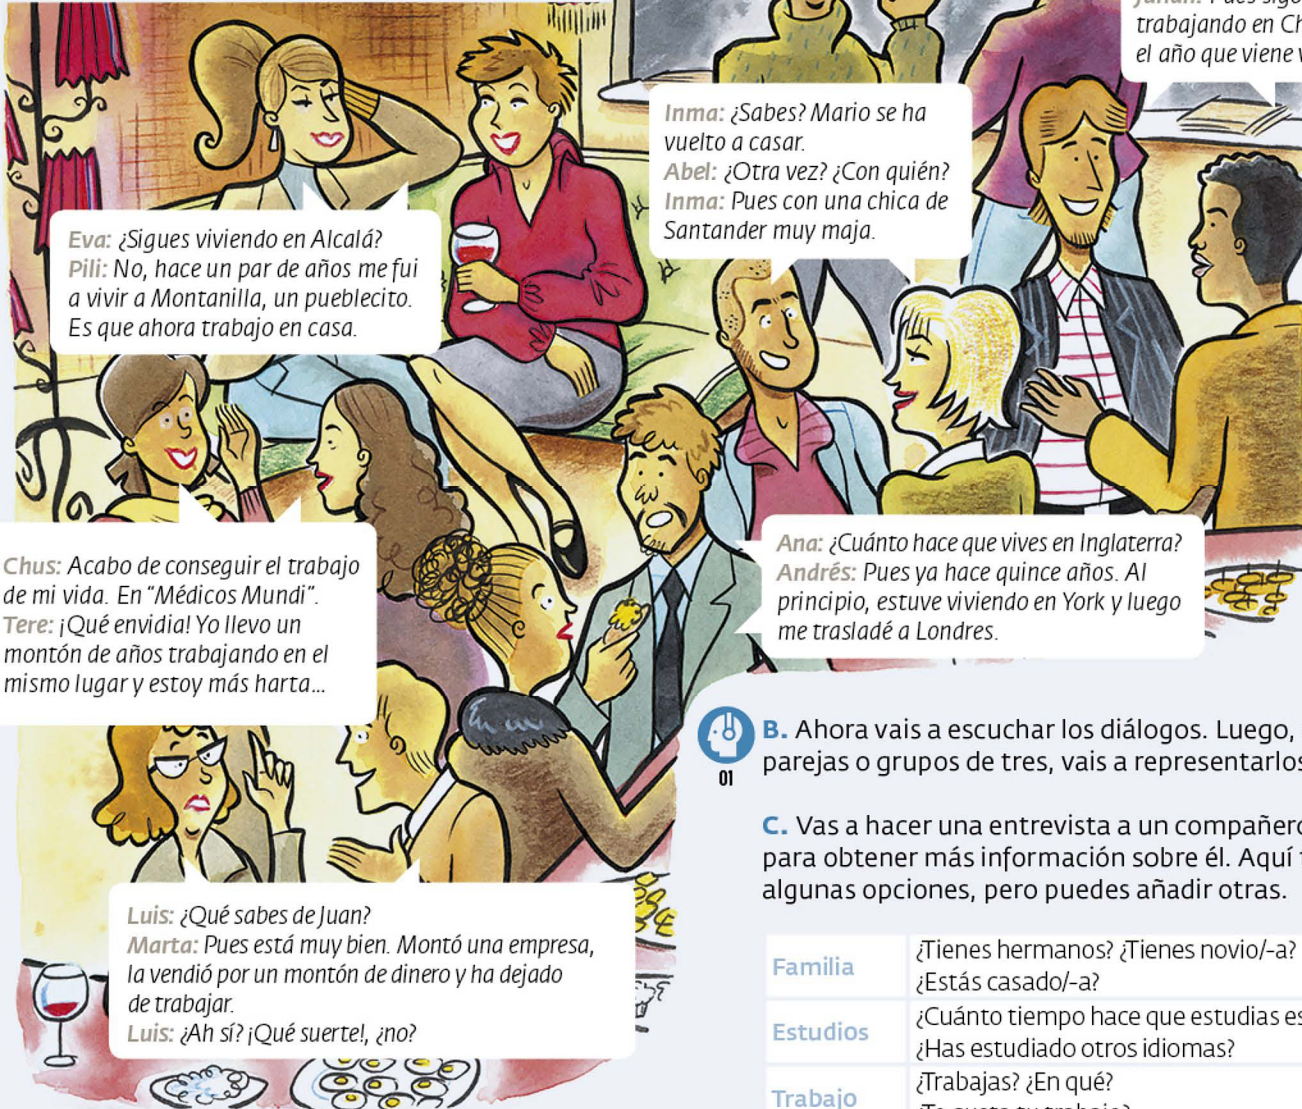 trabajando en Ch
el año que viene
Inma: ¿Sabes? Mario se ha
vuelto a casar.
Abel: ¿Otra vez? ¿Con quién?
Inma: Pues con una chica de
Santander muy maja.
Eva: ¿Sigues viviendo en Alcalá?
Pili: No, hace un par de años me fui
a vivir a Montanilla, un pueblecito.
Es que ahora trabajo en casa.
Chus: Acabo de conseguir el trabajo
de mi vida. En “Médicos Mundi”.
Tere: ¡Qué envidia! Yo llevo un
montón de años trabajando en el
mismo lugar y estoy más harta...
Ana: ¿Cuánto hace que vives en Inglaterra?
Andrés: Pues ya hace quince años. Al
principio, estuve viviendo en York y luego
me trasladé a Londres.
Luis: ¿Qué sabes de Juan?
Marta: Pues está muy bien. Montó una empresa,
la vendió por un montón de dinero y ha dejado
de trabajar.
Luis: ¿Ah sí? ¡Qué suerte!, ¿no?
01
B. Ahora vais a escuchar los diálogos. Luego,
parejas o grupos de tres, vais a representarlos
C. Vas a hacer una entrevista a un compañero
para obtener más información sobre él. Aquí
algunas opciones, pero puedes añadir otras.
Familia
¿Tienes hermanos? ¿Tienes novio/-a?
¿Estás casado/-a?
Estudios
¿Cuánto tiempo hace que estudias es
¿Has estudiado otros idiomas?
Trabajo
¿Trabajas? ¿En qué?